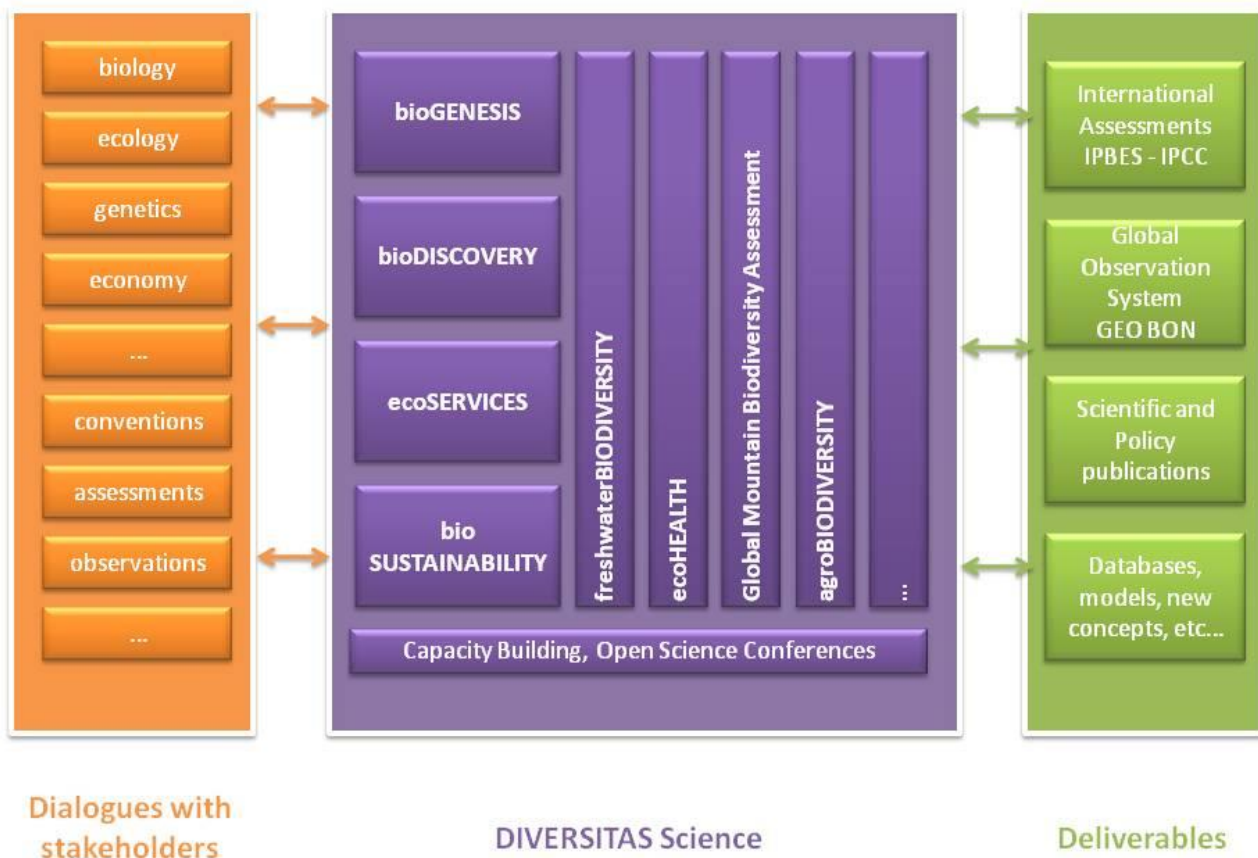 biology
ecology
genetics
economy
...
conventions
assessments
observations
...
bioGENESIS
bioDISCOVERY
ecoSERVICES
bio
SUSTAINABILITY
freshwaterBIODIVERSITY
ecoHEALTH
Global Mountain Biodiversity Assessment
agroBIODIVERSITY
...
Capacity Building, Open Science Conferences
International
Assessments
IPBES - IPCC
Global
Observation
System
GEO BON
Scientific and
Policy
publications
Databases,
models, new
concepts, etc...
Dialogues with
stakeholders
DIVERSITAS Science
Deliverables